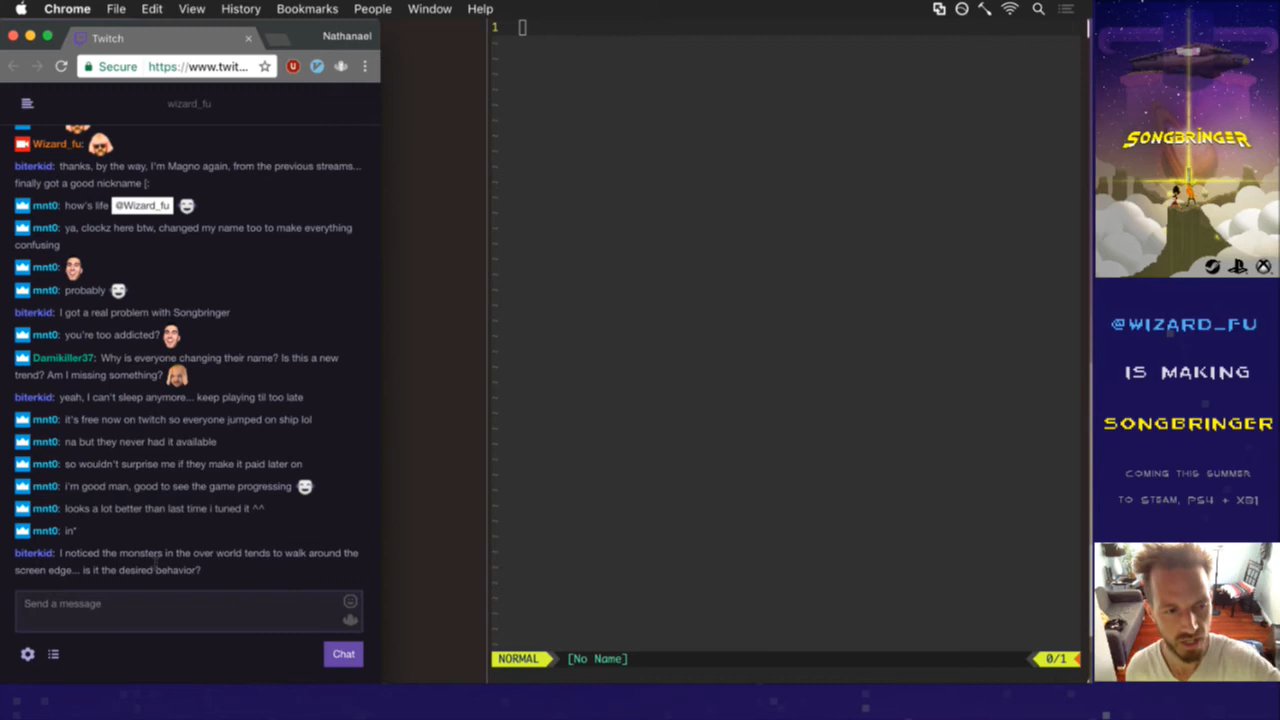 Chrome File Edit View History Bookmarks People Window Help
Twitch
Nathanael
Secure https://www.twit...
wizard_fu
Wizard_fu:
biterkid: thanks, by the way, I'm Magno again, from the previous streams...
finally got a good nickname [:
mnt0: how's life @Wizard_fu
mnt0: ya, clockz here btw, changed my name too to make everything
confusing
mnt0:
mnt0: probably
biterkid: I got a real problem with Songbringer
mnt0: you're too addicted?
Damikiller37: Why is everyone changing their name? Is this a new
trend? Am I missing something?
biterkid: yeah, I can't sleep anymore... keep playing til too late
mnt0: it's free now on twitch so everyone jumped on ship lol
mnt0: na but they never had it available
mnt0: so wouldn't surprise me if they make it paid later on
mnt0: i'm good man, good to see the game progressing
mnt0: looks a lot better than last time i tuned it ^^
mnt0: in*
biterkid: I noticed the monsters in the over world tends to walk around the
screen edge... is it the desired behavior?
Send a message
Chat
1
NORMAL [No Name] 0/1
SONGBRINGER
@WIZARD_FU
IS MAKING
SONGBRINGER
COMING THIS SUMMER
TO STEAM, PS4 + XB1